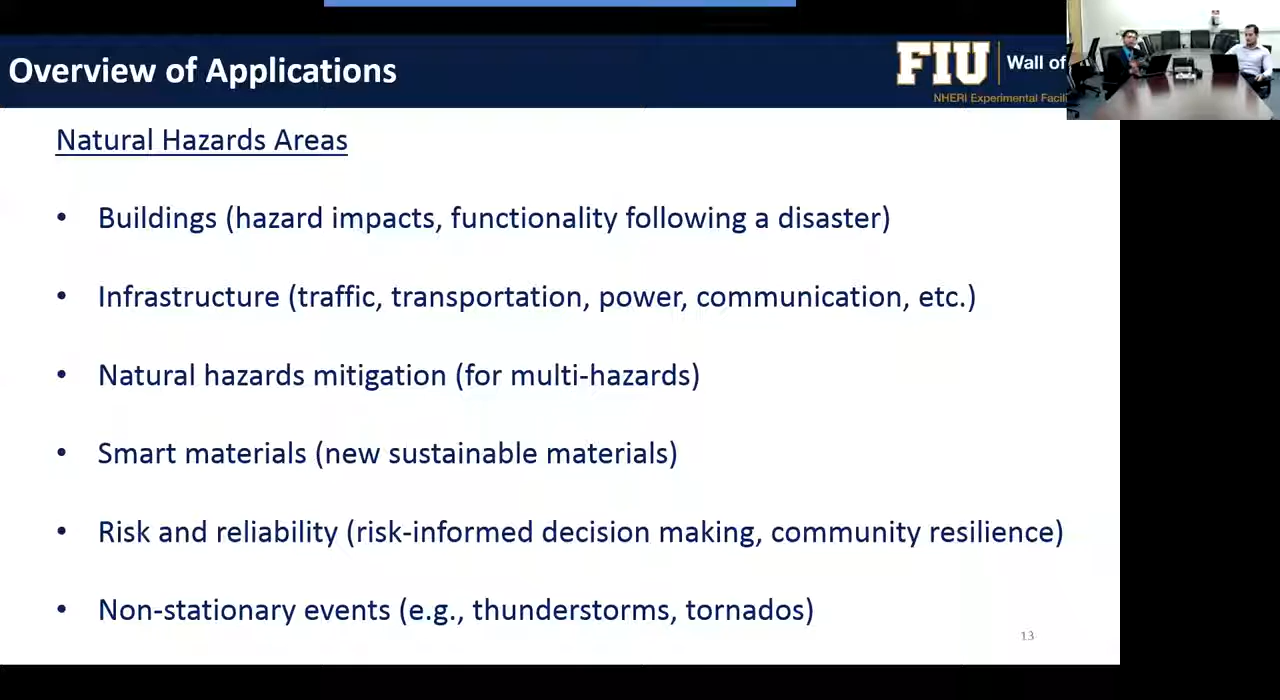 Overview of Applications
FIU
Wall of
NHERI Experimental
Natural Hazards Areas
• Buildings (hazard impacts, functionality following a disaster)
• Infrastructure (traffic, transportation, power, communication, etc.)
• Natural hazards mitigation (for multi-hazards)
• Smart materials (new sustainable materials)
• Risk and reliability (risk-informed decision making, community resilience)
• Non-stationary events (e.g., thunderstorms, tornados)
13